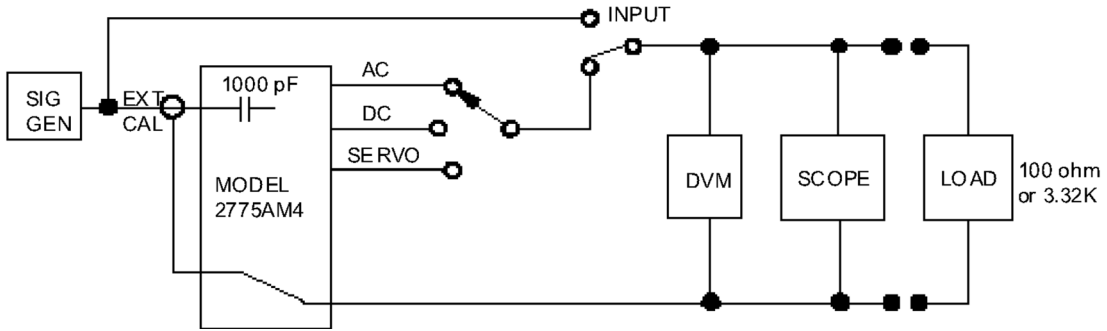 INPUT
SIG
GEN
EXT
CAL
1000 pF
AC
DC
SERVO
MODEL
2775AM4
DVM
SCOPE
LOAD
100 ohm
or 3.32K